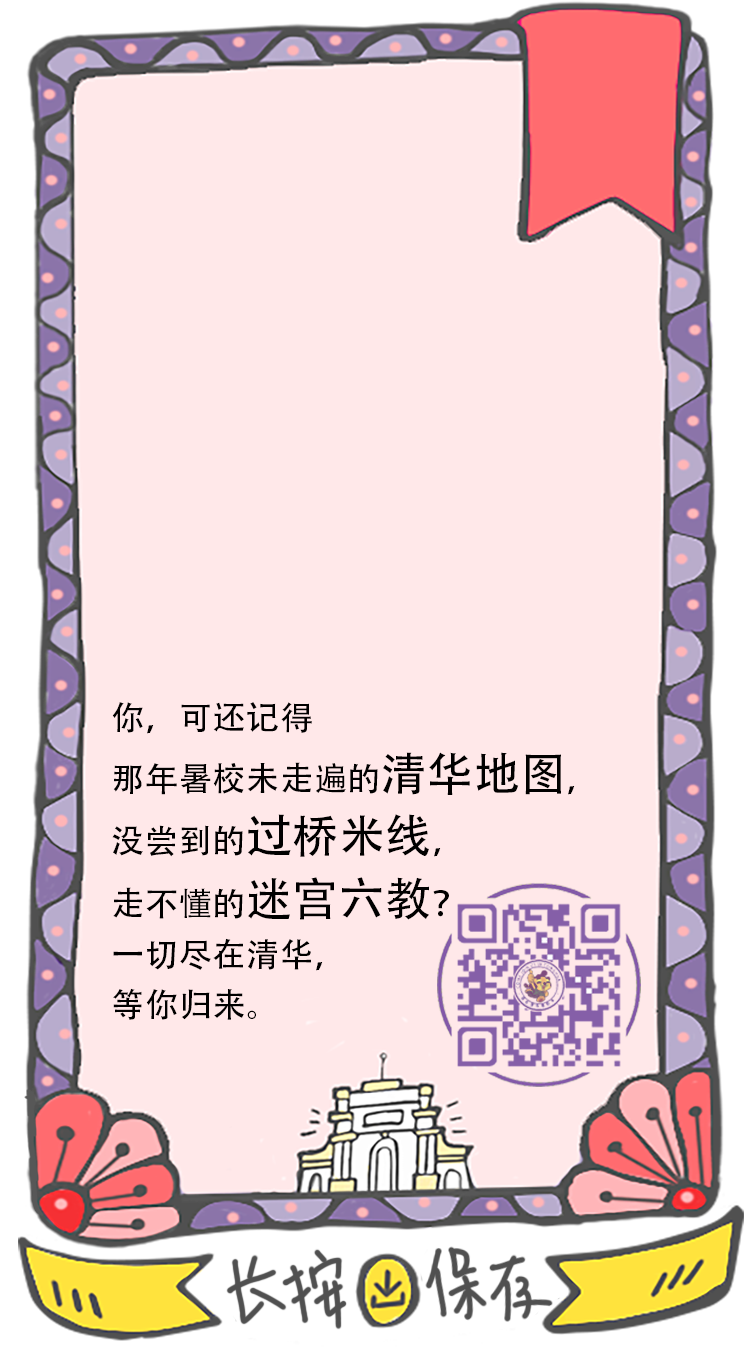 你，可还记得
那年暑校未走遍的清华地图，
没尝到的过桥米线，
走不懂的迷宫六教？
一切尽在清华，
等你归来。
长按保存